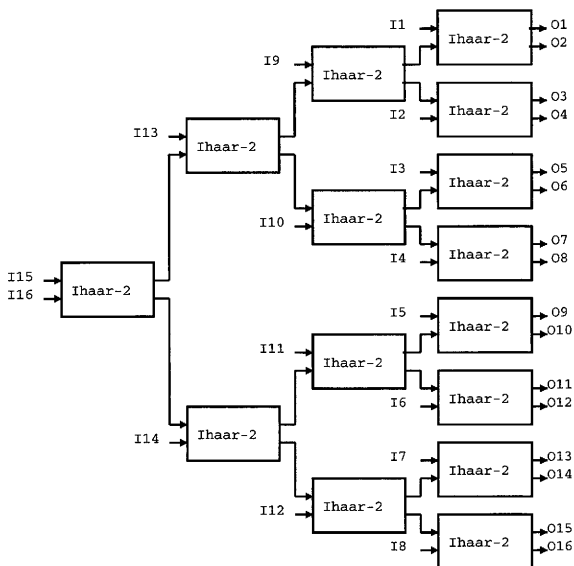 I1
Ihaar-2
O1
O2
I9
Ihaar-2
I2
Ihaar-2
O3
O4
I13
Ihaar-2
I3
Ihaar-2
O5
O6
I10
Ihaar-2
I4
Ihaar-2
O7
O8
I15
I16
Ihaar-2
I5
Ihaar-2
O9
O10
I11
Ihaar-2
I6
Ihaar-2
O11
O12
I14
Ihaar-2
I7
Ihaar-2
O13
O14
I12
Ihaar-2
I8
Ihaar-2
O15
O16